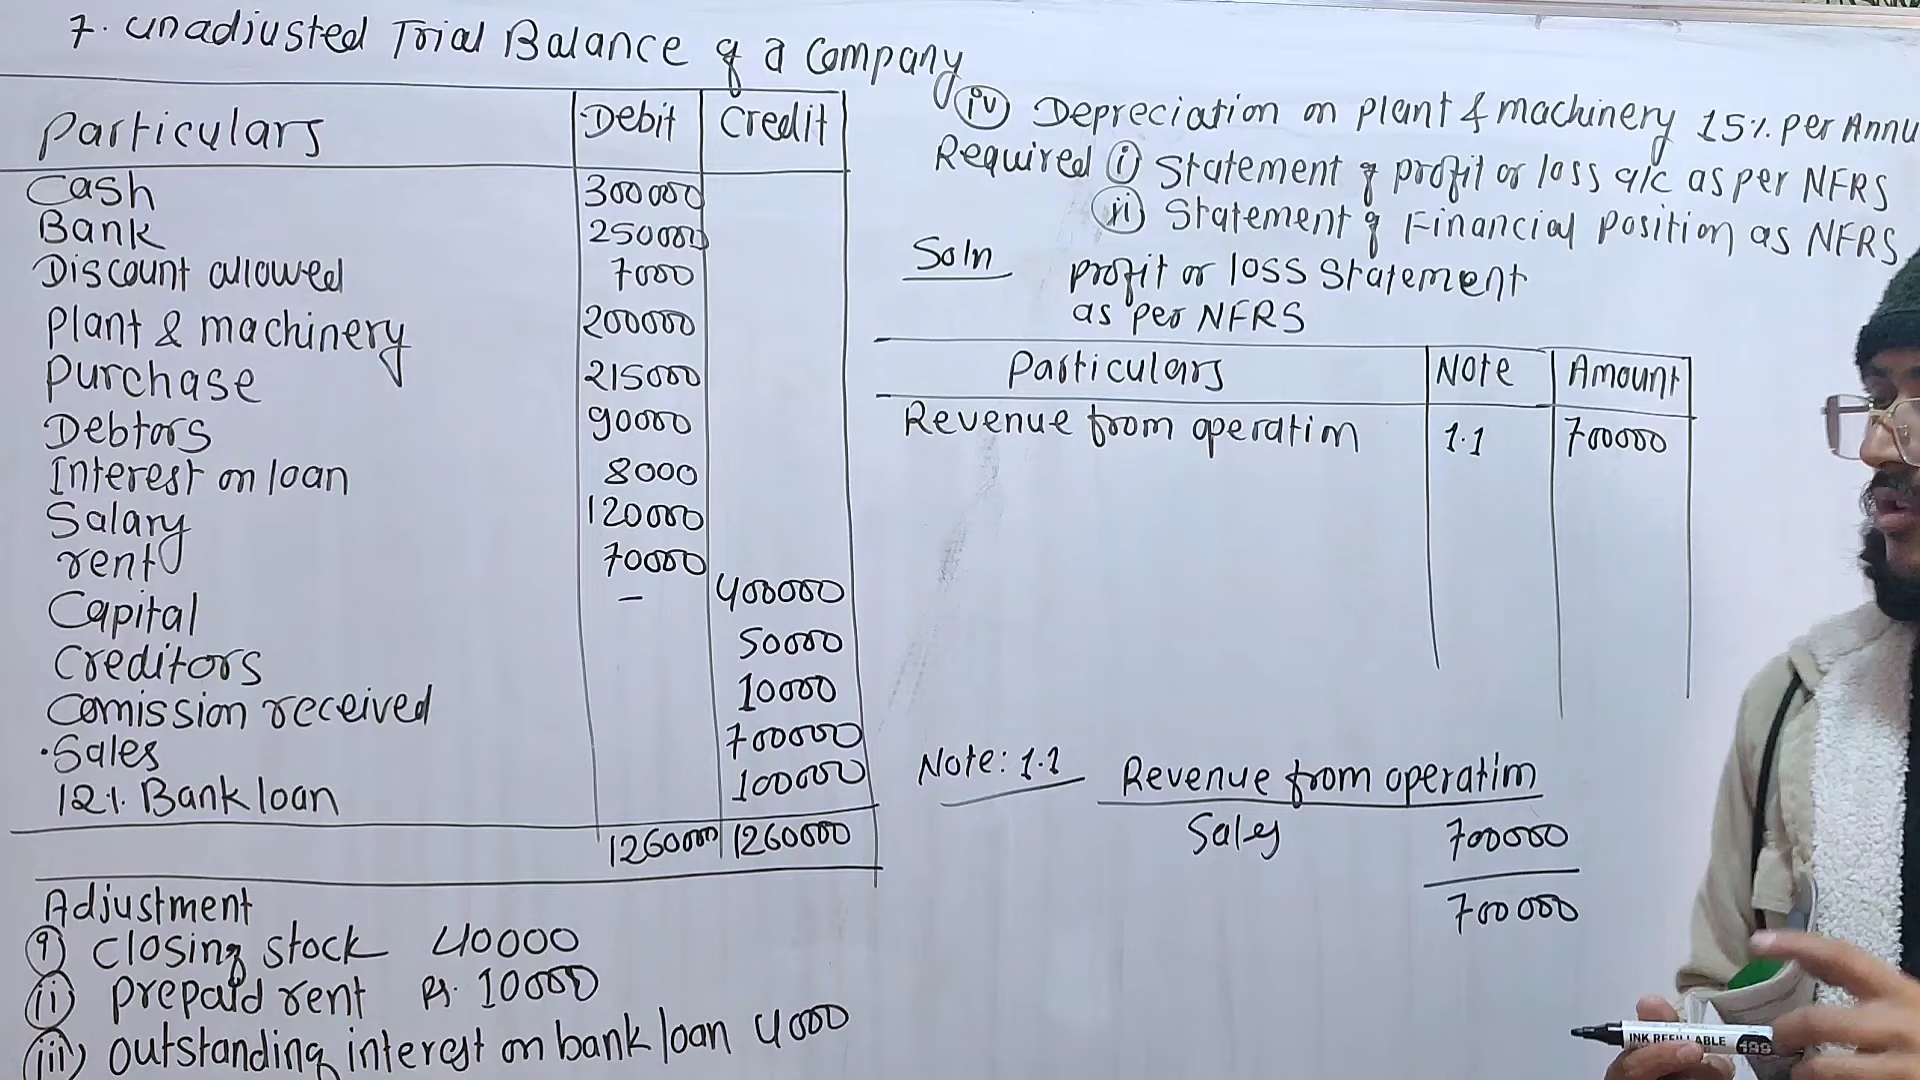 7. Unadjusted Trial Balance of a Company
Particulars Debit Credit
Cash 300000
Bank 250000
Discount allowed 7000
Plant & machinery 200000
Purchase 215000
Debtors 90000
Interest on loan 8000
Salary 120000
rent 70000
Capital - 400000
Creditors 50000
Comission received 10000
Sales 700000
12% Bank loan 100000
1260000 1260000
Adjustment
(i) Closing stock 40000
(ii) prepaid rent Rs. 10000
(iii) outstanding interest on bank loan 4000
(iv) Depreciation on plant & machinery 15% per Annu
Required (i) Statement of profit or loss a/c as per NFRS
(ii) Statement of Financial position as NFRS
Soln profit or loss Statement
as per NFRS
Particulars Note Amount
Revenue from operation 1.1 700000
Note: 1.1 Revenue from operation
Sales 700000
700000
INK REFILLABLE
199